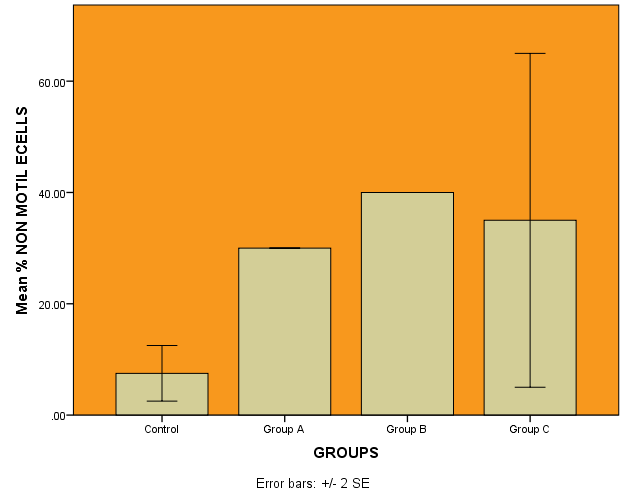 Mean % NON MOTIL ECELLS
60.00
40.00
20.00
.00
Control Group A Group B Group C
GROUPS
Error bars: +/- 2 SE